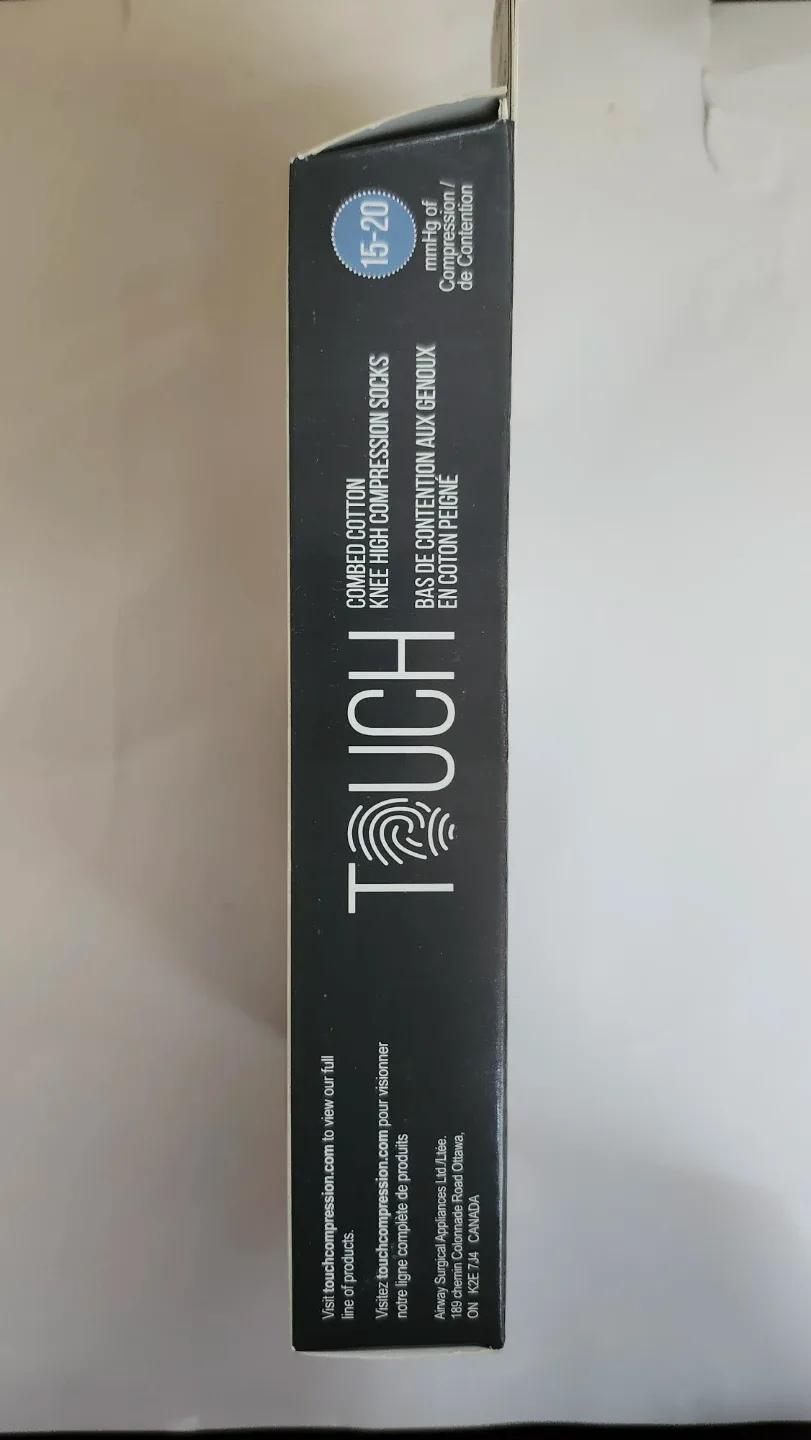 Visit touchcompression.com to view our full
line of products.
Visitez touchcompression.com pour visionner
notre ligne complète de produits
Airway Surgical Appliances Ltd./Ltée.
189 chemin Colonnade Road Ottawa,
ON K2E 7J4 CANADA
TOUCH
COMBED COTTON
KNEE HIGH COMPRESSION SOCKS
BAS DE CONTENTION AUX GENOUX
EN COTON PEIGNÉ
15-20
mmHg of
Compression /
de Contention